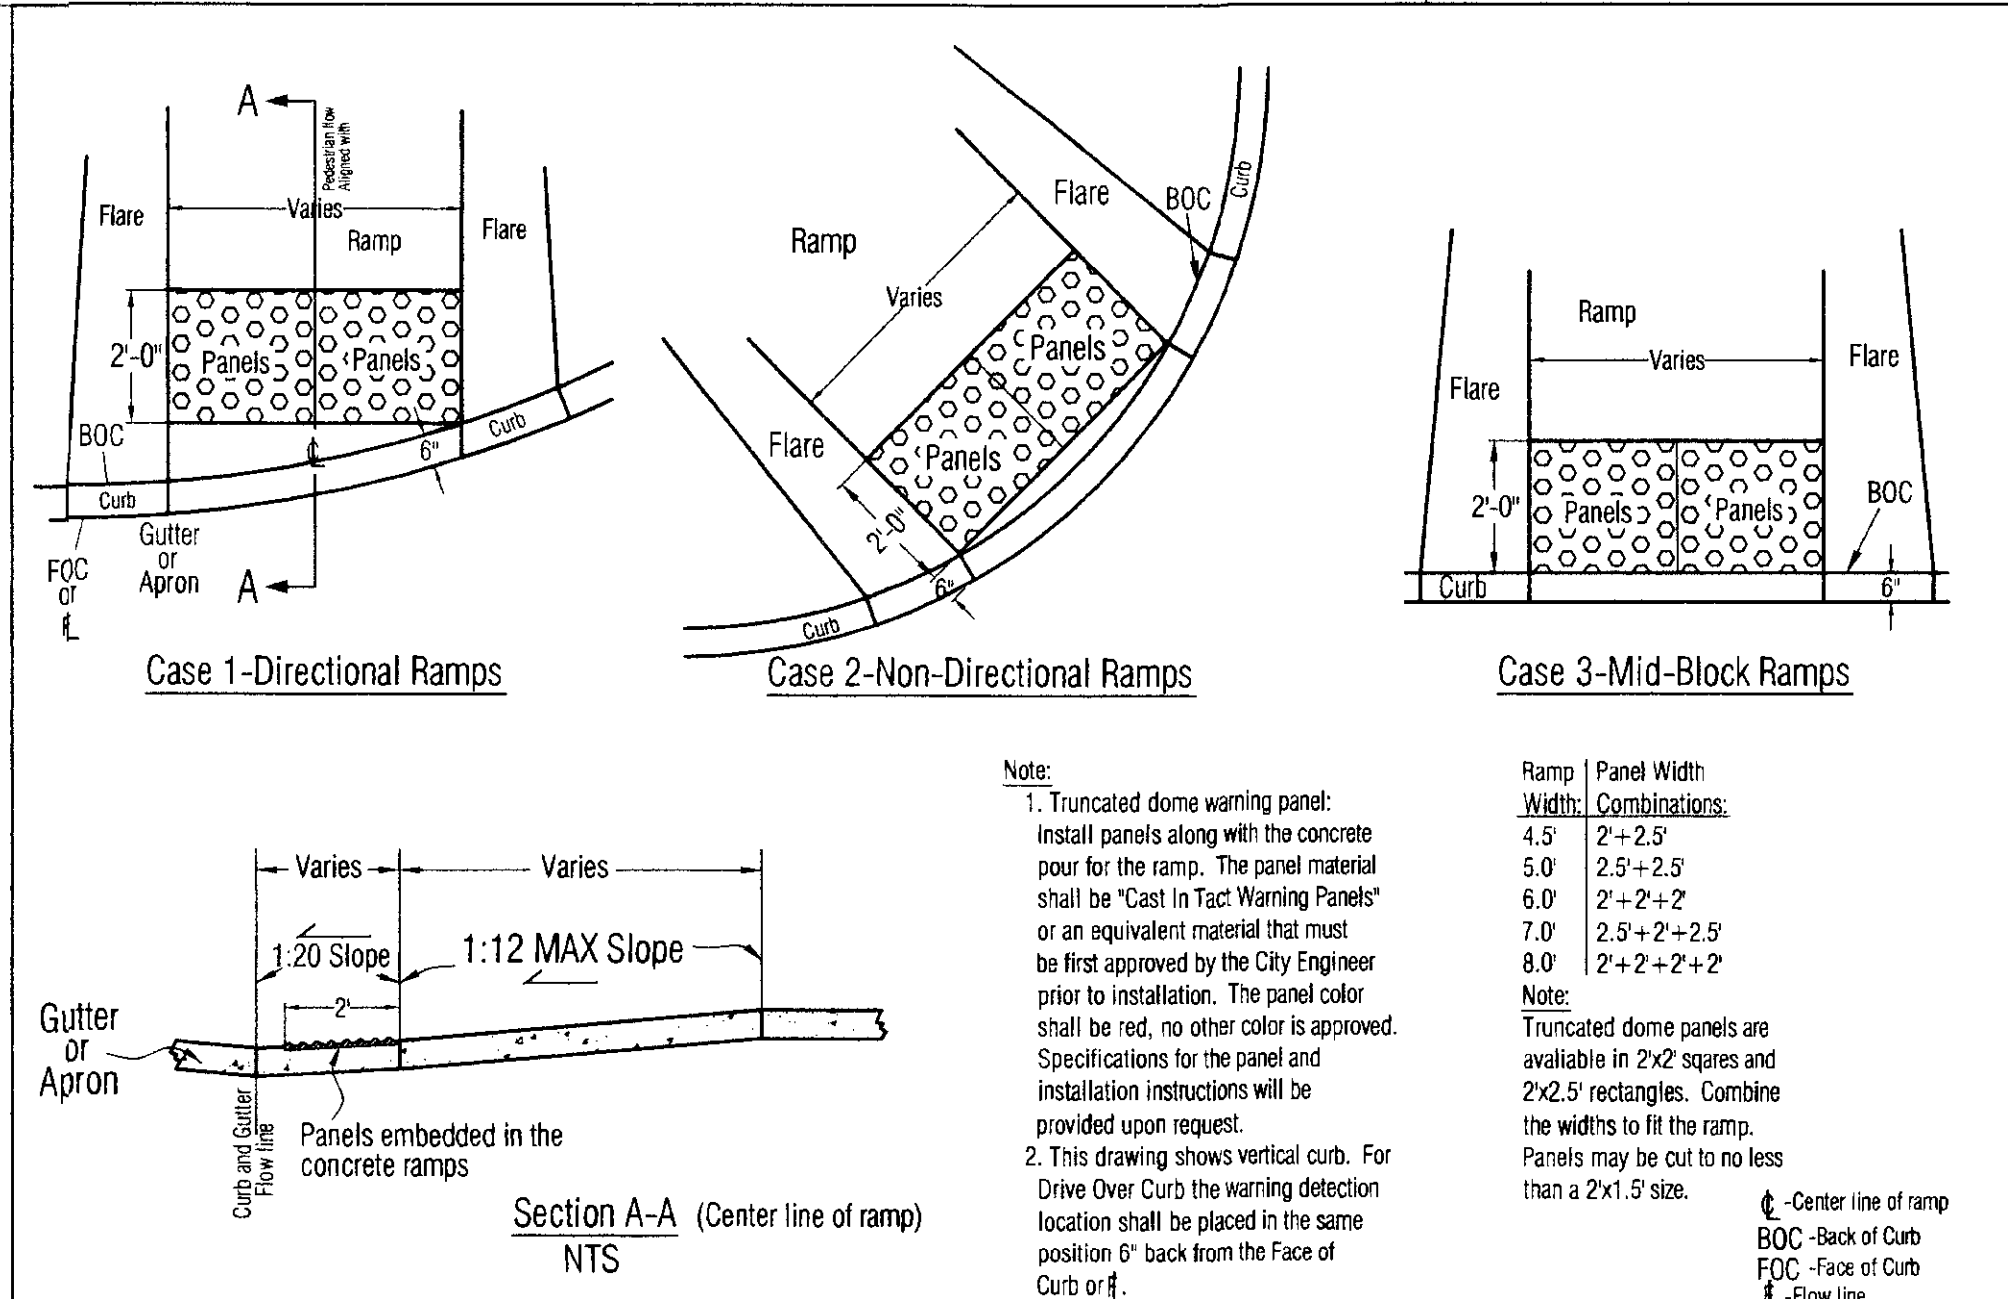 A
Pedestrian flow
Aligned with
Flare
Varies
Ramp
Flare
2'-0"
Panels
Panels
BOC
℄
6"
Curb
Curb
Gutter
or
Apron
FOC
or
FL
A
Case 1-Directional Ramps
Flare
BOC
Curb
Ramp
Varies
Panels
Flare
Panels
2'-0"
6"
Curb
Case 2-Non-Directional Ramps
Ramp
Varies
Flare
Flare
2'-0"
Panels
Panels
BOC
Curb
6"
Case 3-Mid-Block Ramps
Varies
Varies
1:20 Slope
1:12 MAX Slope
2'
Gutter
or
Apron
Curb and Gutter
Flow line
Panels embedded in the
concrete ramps
Section A-A (Center line of ramp)
NTS
Note:
1. Truncated dome warning panel:
Install panels along with the concrete
pour for the ramp. The panel material
shall be "Cast In Tact Warning Panels"
or an equivalent material that must
be first approved by the City Engineer
prior to installation. The panel color
shall be red, no other color is approved.
Specifications for the panel and
installation instructions will be
provided upon request.
2. This drawing shows vertical curb. For
Drive Over Curb the warning detection
location shall be placed in the same
position 6" back from the Face of
Curb or FL.
Ramp Panel Width
Width: Combinations:
4.5' 2'+2.5'
5.0' 2.5'+2.5'
6.0' 2'+2'+2'
7.0' 2.5'+2'+2.5'
8.0' 2'+2'+2'+2'
Note:
Truncated dome panels are
avaliable in 2'x2' sqares and
2'x2.5' rectangles. Combine
the widths to fit the ramp.
Panels may be cut to no less
than a 2'x1.5' size.
℄ -Center line of ramp
BOC -Back of Curb
FOC -Face of Curb
FL -Flow line